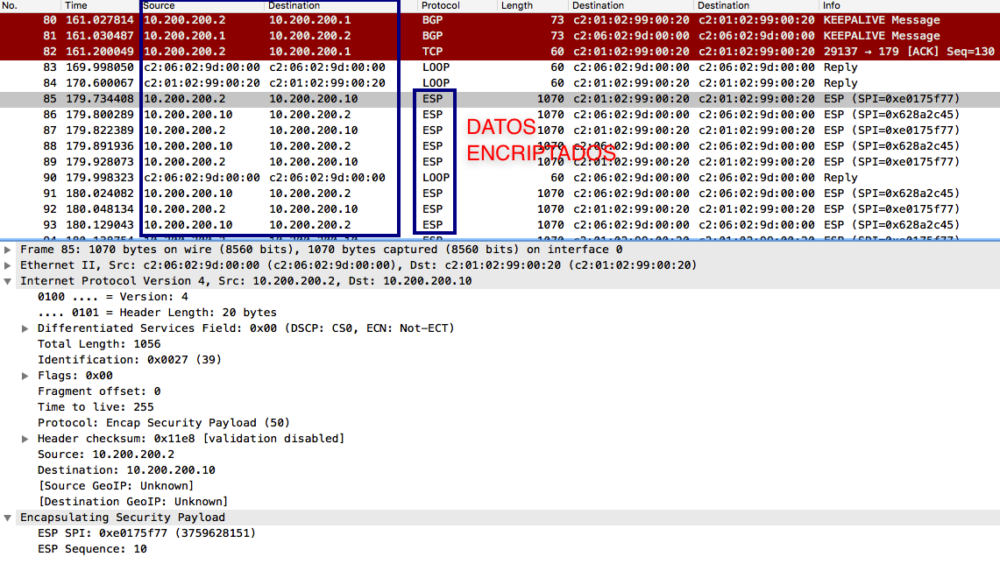 No. Time Source Destination Protocol Length Destination Destination Info
80 161.027814 10.200.200.2 10.200.200.1 BGP 73 c2:01:02:99:00:20 c2:01:02:99:00:20 KEEPALIVE Message
81 161.030487 10.200.200.1 10.200.200.2 BGP 73 c2:06:02:9d:00:00 c2:06:02:9d:00:00 KEEPALIVE Message
82 161.200049 10.200.200.2 10.200.200.1 TCP 60 c2:01:02:99:00:20 c2:01:02:99:00:20 29137 → 179 [ACK] Seq=130
83 169.998050 c2:06:02:9d:00:00 c2:06:02:9d:00:00 LOOP 60 c2:06:02:9d:00:00 c2:06:02:9d:00:00 Reply
84 170.600067 c2:01:02:99:00:20 c2:01:02:99:00:20 LOOP 60 c2:01:02:99:00:20 c2:01:02:99:00:20 Reply
85 179.734408 10.200.200.2 10.200.200.10 ESP 1070 c2:01:02:99:00:20 c2:01:02:99:00:20 ESP (SPI=0xe0175f77)
86 179.800289 10.200.200.10 10.200.200.2 ESP 1070 c2:06:02:9d:00:00 c2:06:02:9d:00:00 ESP (SPI=0x628a2c45)
87 179.822389 10.200.200.2 10.200.200.10 ESP 1070 c2:01:02:99:00:20 c2:01:02:99:00:20 ESP (SPI=0xe0175f77)
DATOS
88 179.891936 10.200.200.10 10.200.200.2 ESP 1070 c2:06:02:9d:00:00 c2:06:02:9d:00:00 ESP (SPI=0x628a2c45)
ENCRIPTADOS
89 179.928073 10.200.200.2 10.200.200.10 ESP 1070 c2:01:02:99:00:20 c2:01:02:99:00:20 ESP (SPI=0xe0175f77)
90 179.998323 c2:06:02:9d:00:00 c2:06:02:9d:00:00 LOOP 60 c2:06:02:9d:00:00 c2:06:02:9d:00:00 Reply
91 180.024082 10.200.200.10 10.200.200.2 ESP 1070 c2:06:02:9d:00:00 c2:06:02:9d:00:00 ESP (SPI=0x628a2c45)
92 180.048134 10.200.200.2 10.200.200.10 ESP 1070 c2:01:02:99:00:20 c2:01:02:99:00:20 ESP (SPI=0xe0175f77)
93 180.129043 10.200.200.10 10.200.200.2 ESP 1070 c2:06:02:9d:00:00 c2:06:02:9d:00:00 ESP (SPI=0x628a2c45)
Frame 85: 1070 bytes on wire (8560 bits), 1070 bytes captured (8560 bits) on interface 0
Ethernet II, Src: c2:06:02:9d:00:00 (c2:06:02:9d:00:00), Dst: c2:01:02:99:00:20 (c2:01:02:99:00:20)
Internet Protocol Version 4, Src: 10.200.200.2, Dst: 10.200.200.10
0100 .... = Version: 4
.... 0101 = Header Length: 20 bytes
Differentiated Services Field: 0x00 (DSCP: CS0, ECN: Not-ECT)
Total Length: 1056
Identification: 0x0027 (39)
Flags: 0x00
Fragment offset: 0
Time to live: 255
Protocol: Encap Security Payload (50)
Header checksum: 0x11e8 [validation disabled]
Source: 10.200.200.2
Destination: 10.200.200.10
[Source GeoIP: Unknown]
[Destination GeoIP: Unknown]
Encapsulating Security Payload
ESP SPI: 0xe0175f77 (3759628151)
ESP Sequence: 10